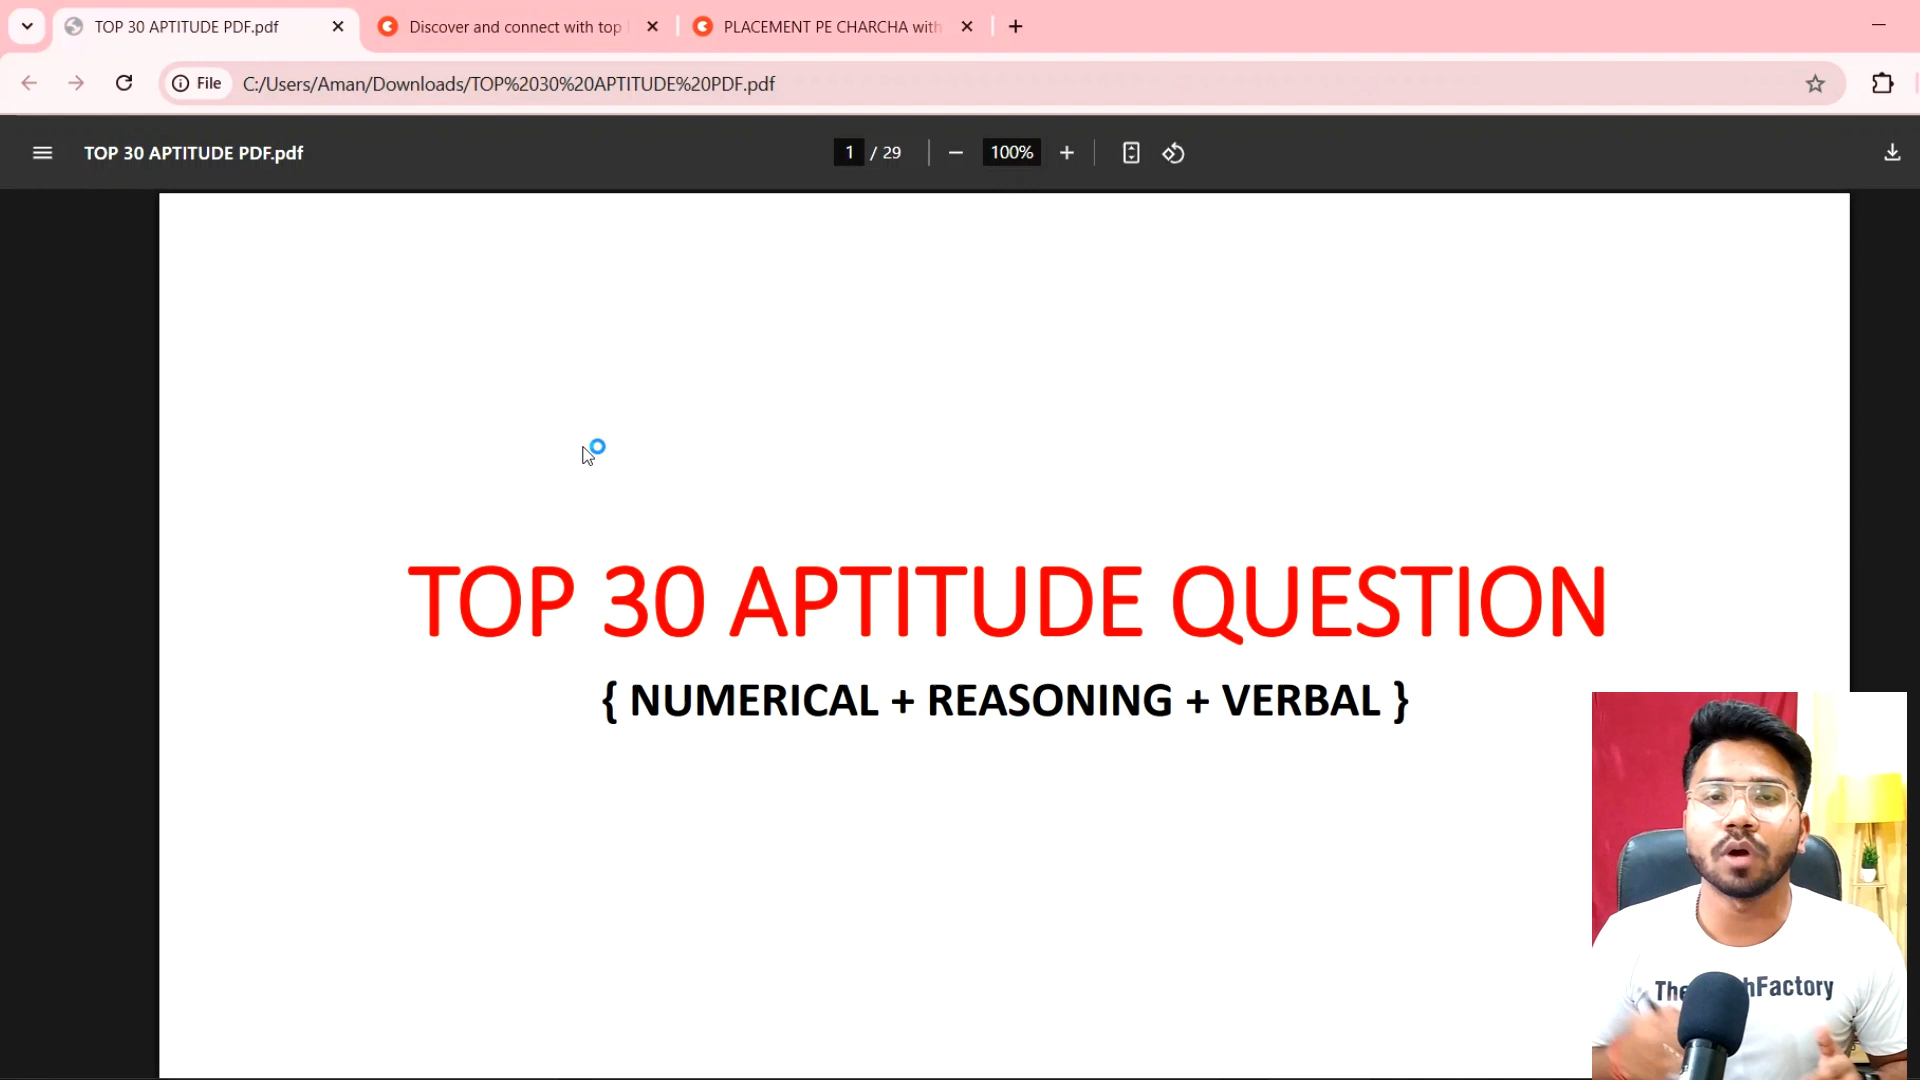 TOP 30 APTITUDE PDF.pdf
Discover and connect with top
PLACEMENT PE CHARCHA with
File
C:/Users/Aman/Downloads/TOP%2030%20APTITUDE%20PDF.pdf
TOP 30 APTITUDE PDF.pdf
1 / 29
100%
TOP 30 APTITUDE QUESTION
{ NUMERICAL + REASONING + VERBAL }